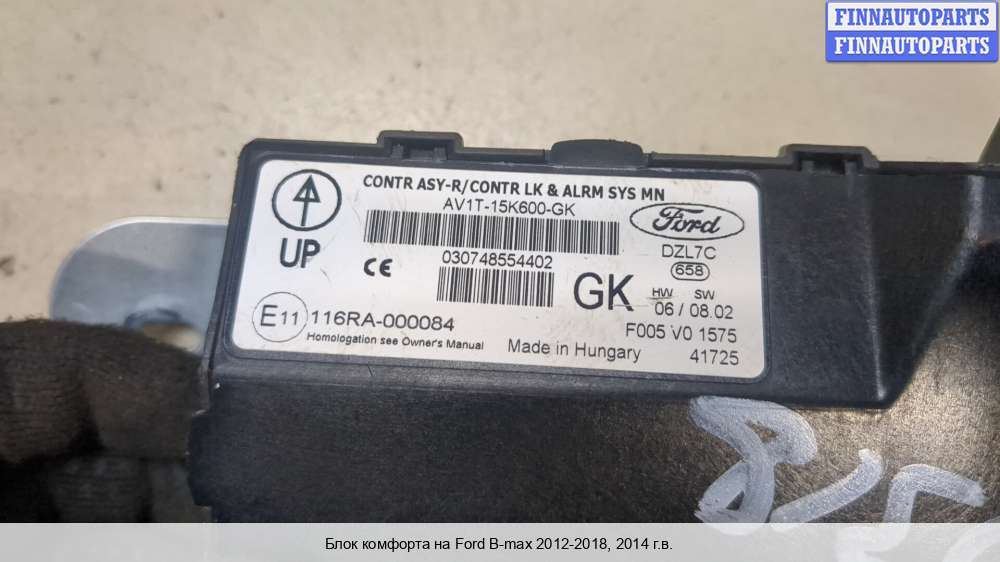 FINNAUTOPARTS
FINNAUTOPARTS
CONTR ASY-R/CONTR LK & ALRM SYS MN
AV1T-15K600-GK
Ford
DZL7C
658
UP
CE
030748554402
GK
HW SW
06 / 08.02
E11 116RA-000084
F005 V0 1575
Homologation see Owner's Manual
Made in Hungary
41725
Блок комфорта на Ford B-max 2012-2018, 2014 г.в.